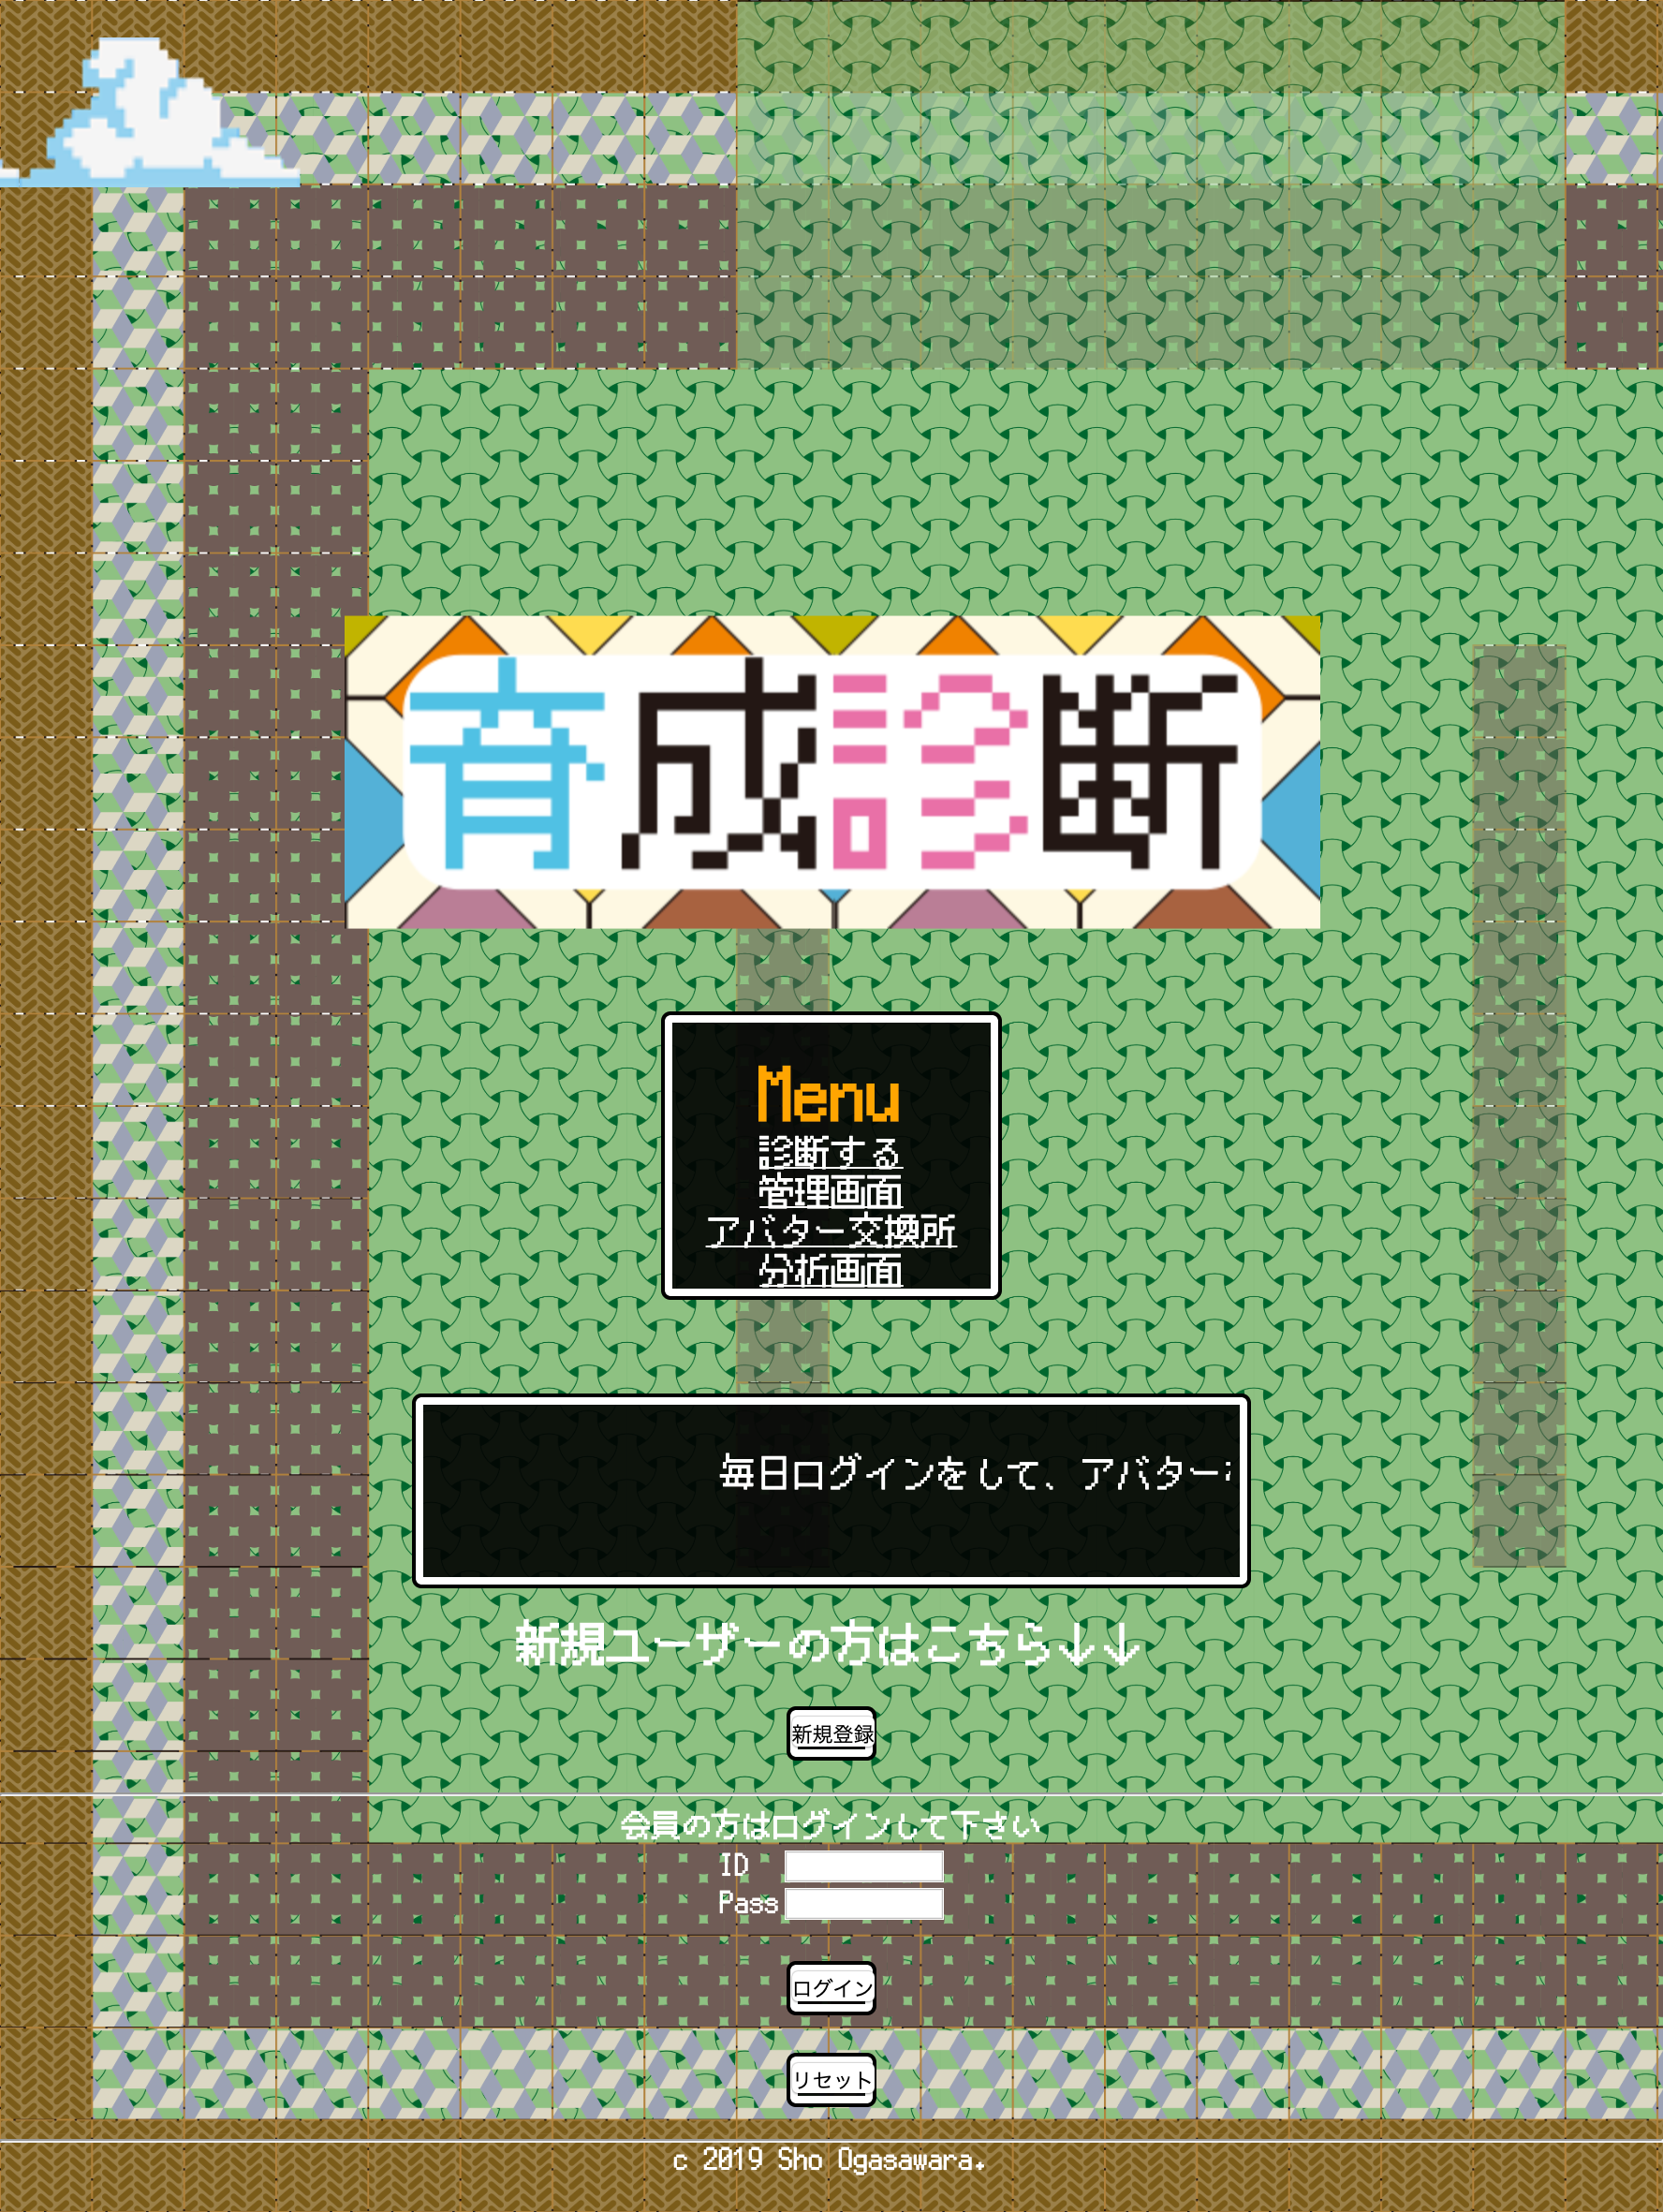 育成診断
Menu
診断する
管理画面
アバター交換所
分析画面
毎日ログインをして、アバター
新規ユーザーの方はこちら↓↓
新規登録
会員の方はログインして下さい
ID
Pass
ログイン
リセット
c 2019 Sho Ogasawara.